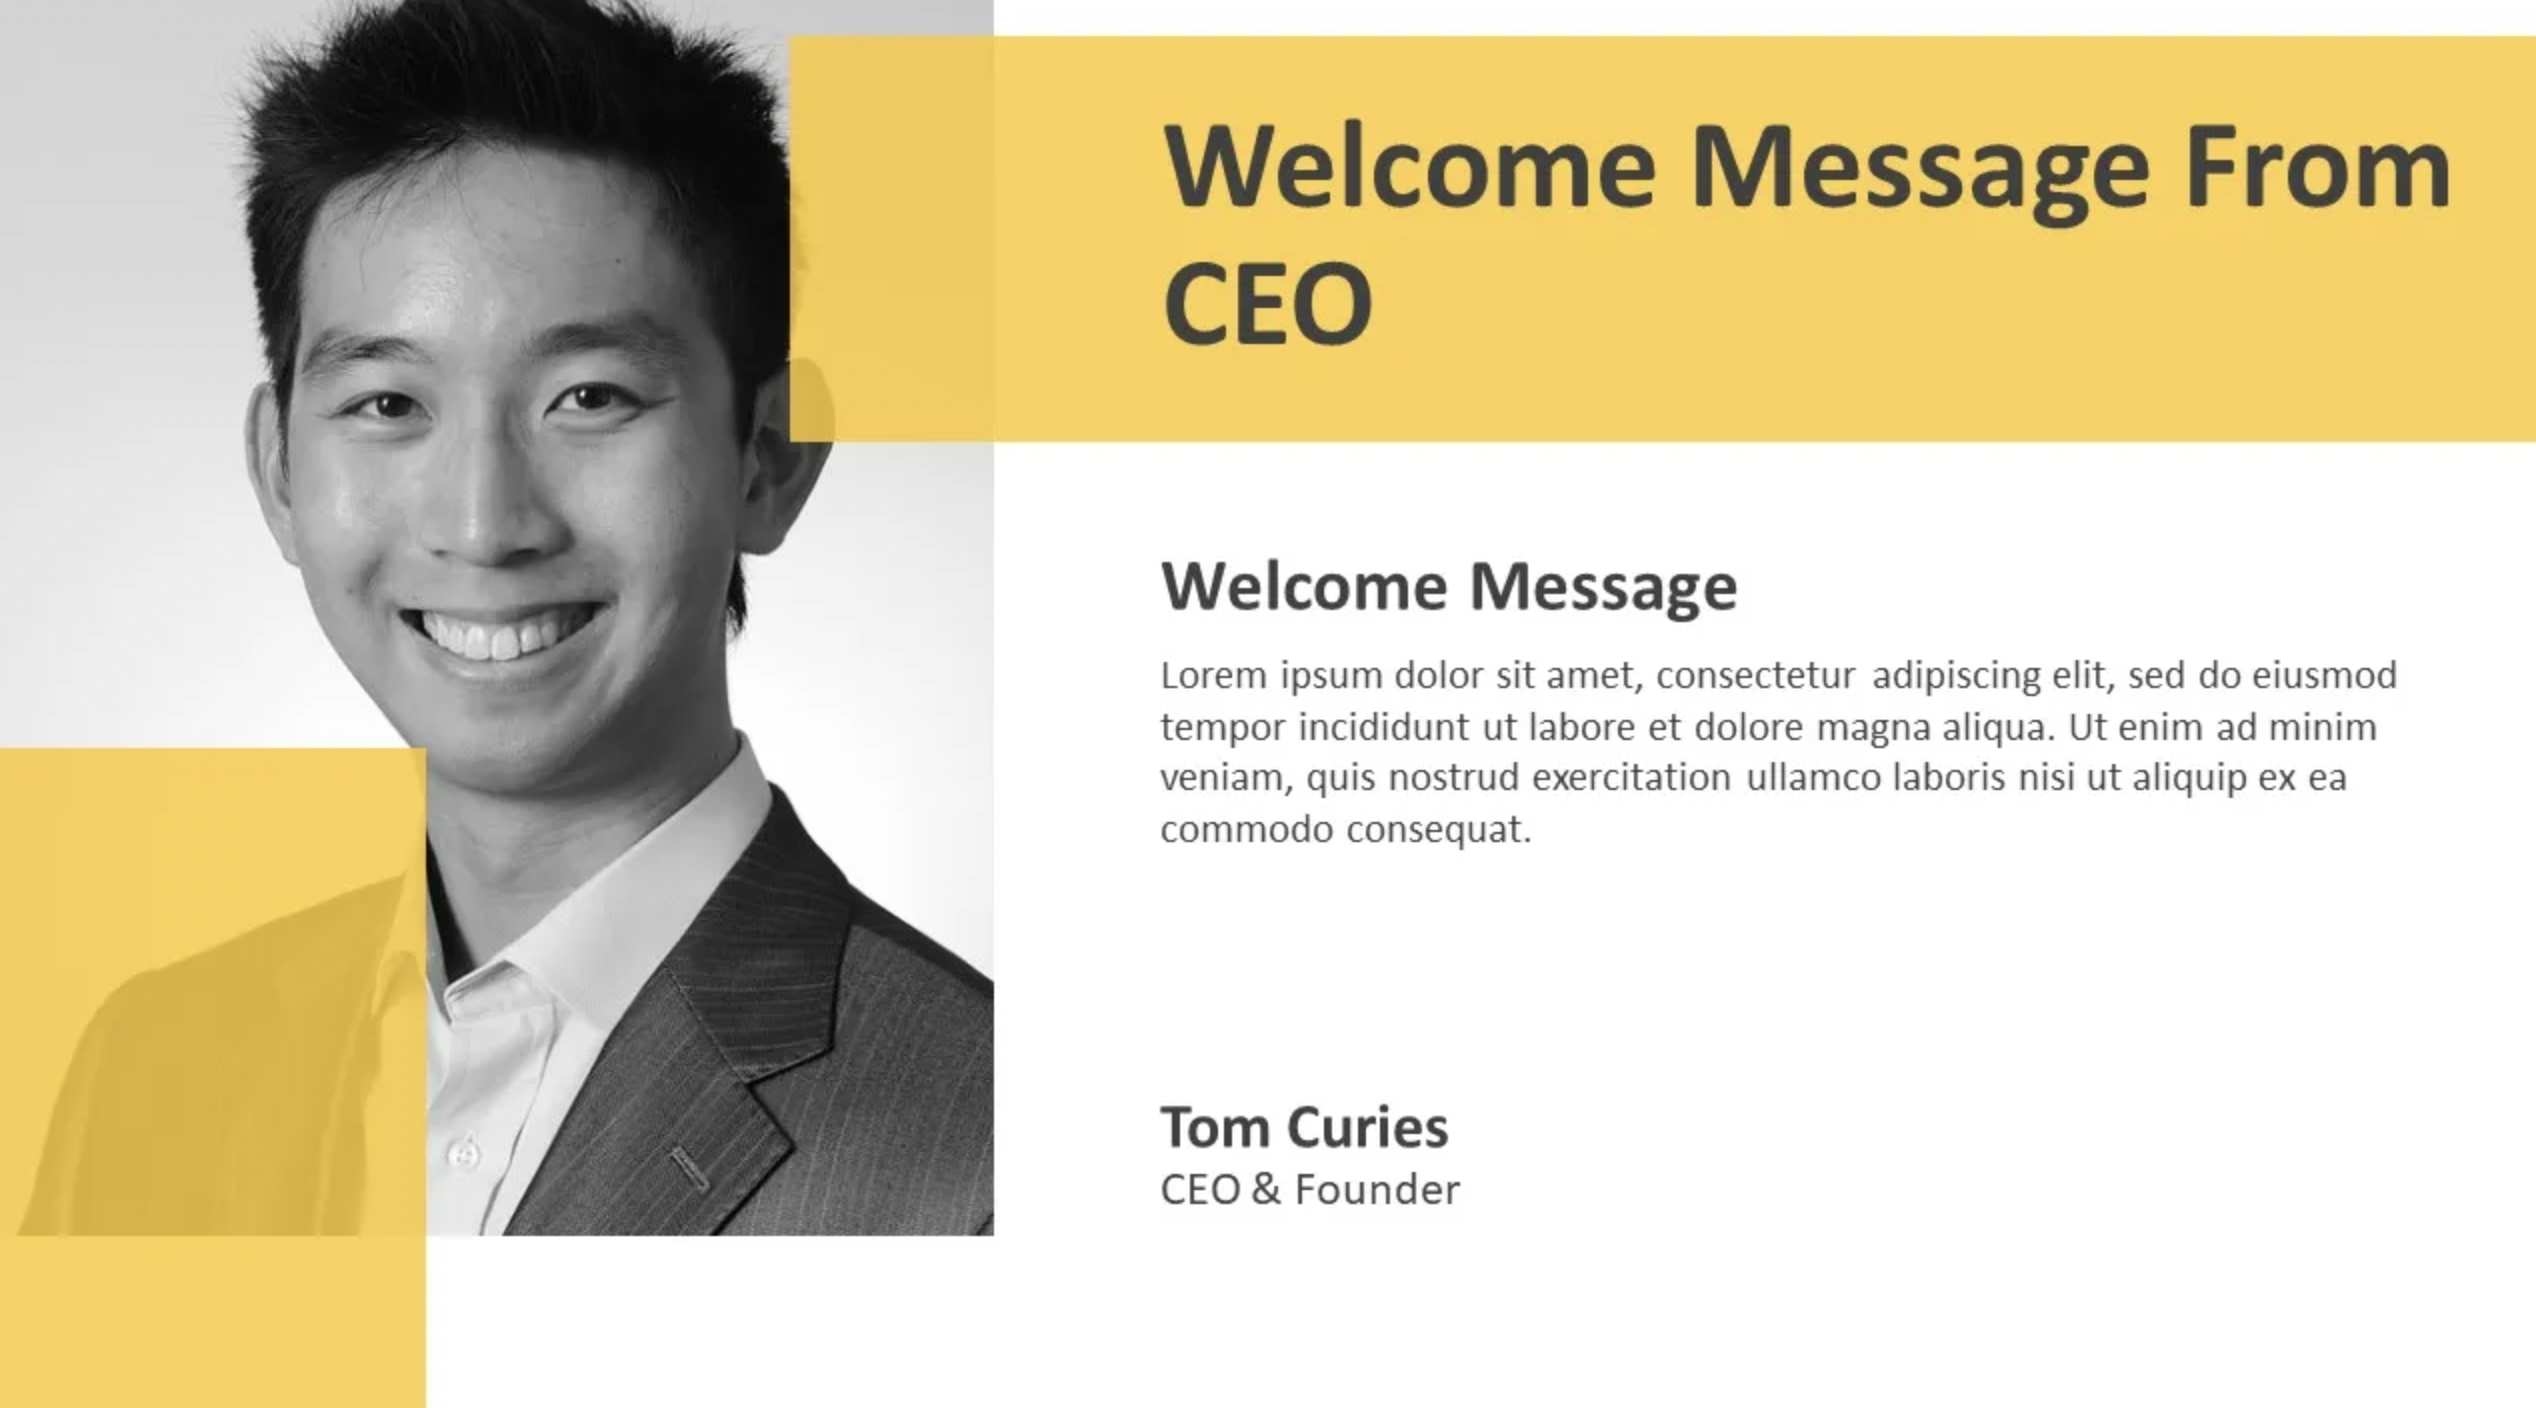 Welcome Message From
CEO
Welcome Message
Lorem ipsum dolor sit amet, consectetur adipiscing elit, sed do eiusmod
tempor incididunt ut labore et dolore magna aliqua. Ut enim ad minim
veniam, quis nostrud exercitation ullamco laboris nisi ut aliquip ex ea
commodo consequat.
Tom Curies
CEO & Founder